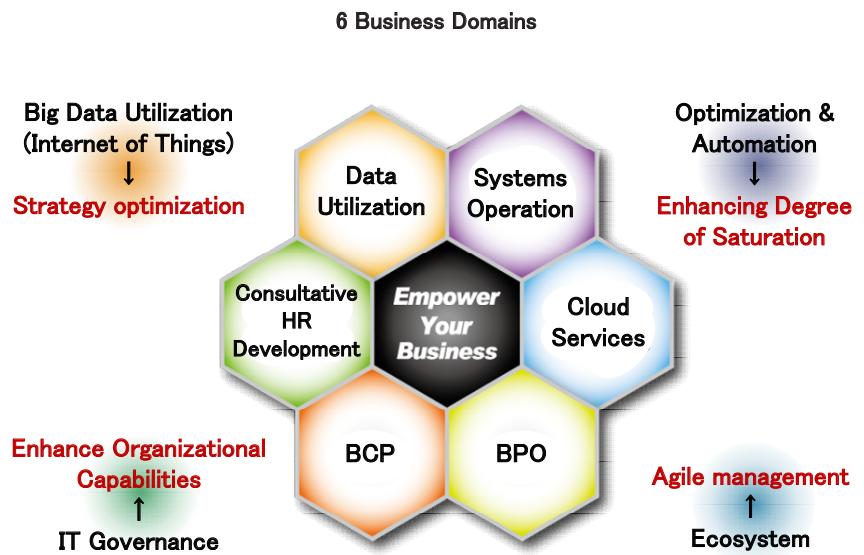 6 Business Domains
Big Data Utilization
(Internet of Things)
↓
Strategy optimization
Optimization &
Automation
↓
Enhancing Degree
of Saturation
Data
Utilization
Systems
Operation
Consultative
HR
Development
Empower
Your
Business
Cloud
Services
BCP
BPO
Enhance Organizational
Capabilities
↑
IT Governance
Agile management
↑
Ecosystem